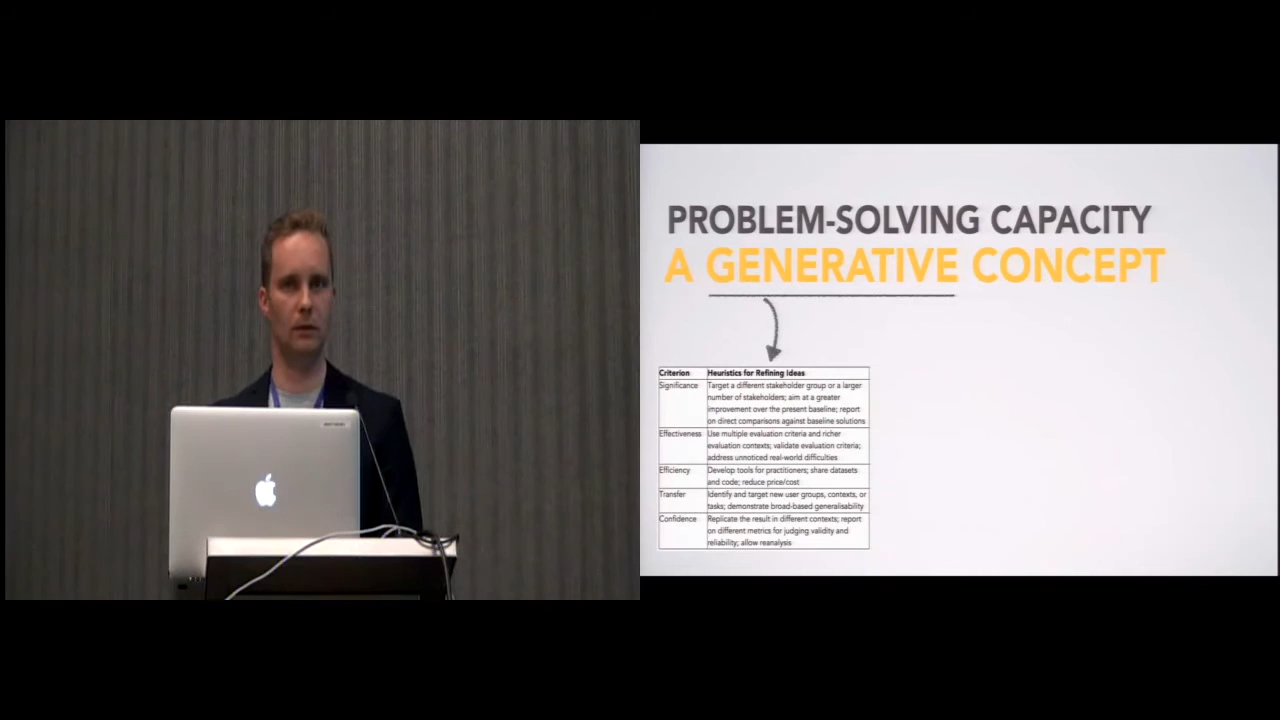 PROBLEM-SOLVING CAPACITY
A GENERATIVE CONCEPT
Criterion Heuristics for Refining Ideas
Significance Target a different stakeholder group or a larger
number of stakeholders; aim at a greater
improvement over the present baseline; report
on direct comparisons against baseline solutions
Effectiveness Use multiple evaluation criteria and richer
evaluation contexts; validate evaluation criteria;
address unnoticed real-world difficulties
Efficiency Develop tools for practitioners; share datasets
and code; reduce price/cost
Transfer Identify and target new user groups, contexts, or
tasks; demonstrate broad-based generalisability
Confidence Replicate the result in different contexts; report
on different metrics for judging validity and
reliability; allow reanalysis